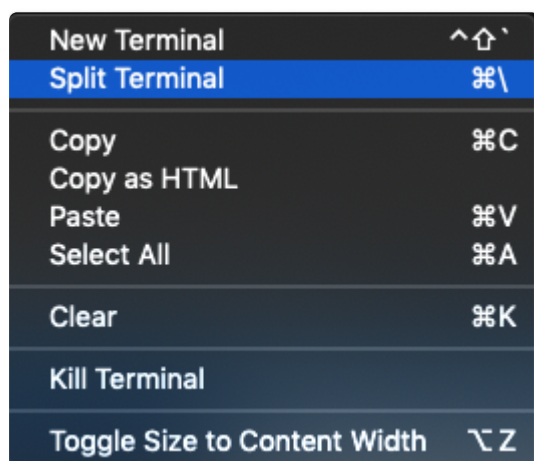 New Terminal ^⇧`
Split Terminal ⌘\
Copy ⌘C
Copy as HTML
Paste ⌘V
Select All ⌘A
Clear ⌘K
Kill Terminal
Toggle Size to Content Width ⌥Z